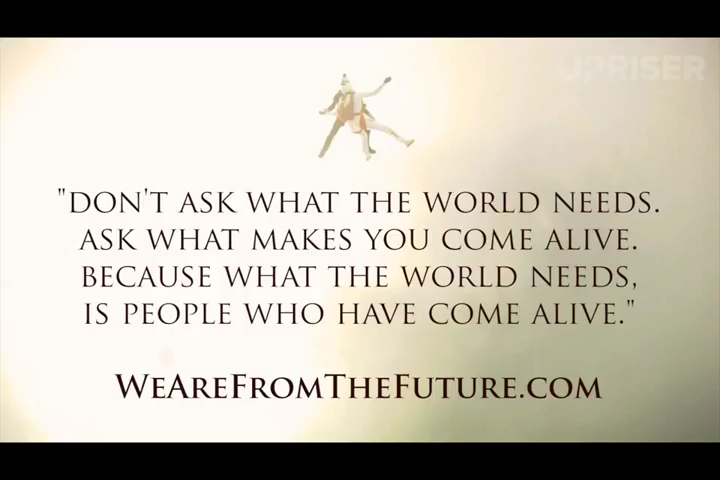 UPRISER
"DON'T ASK WHAT THE WORLD NEEDS.
ASK WHAT MAKES YOU COME ALIVE.
BECAUSE WHAT THE WORLD NEEDS,
IS PEOPLE WHO HAVE COME ALIVE."
WEAREFROMTHEFUTURE.COM